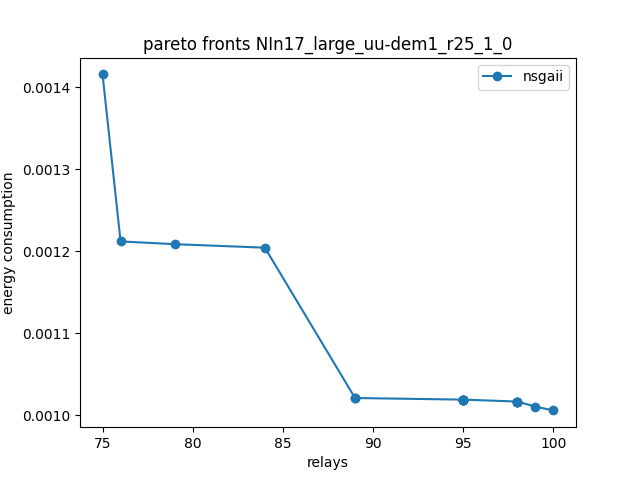 pareto fronts NIn17_large_uu-dem1_r25_1_0
nsgaii
energy consumption
0.0014
0.0013
0.0012
0.0011
0.0010
75 80 85 90 95 100
relays